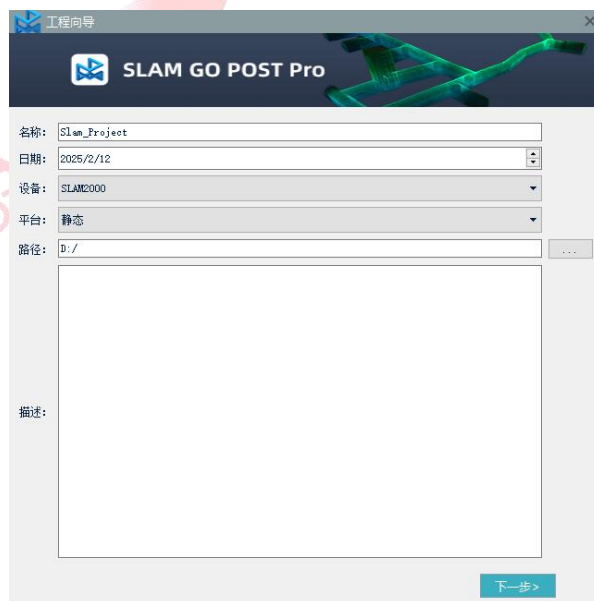 工程向导
SLAM GO POST Pro
名称: Slam_Project
日期: 2025/2/12
设备: SLAM2000
平台: 静态
路径: D:/ ...
描述:
下一步>